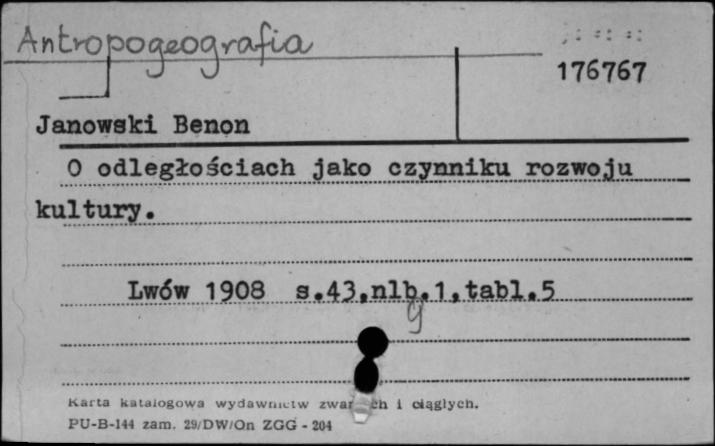 Antropogeografia
176767
Janowski Benon
O odległościach jako czynniku rozwoju
kultury.
Lwów 1908 s.43,nlb.1,tabl.5
g
Karta katalogowa wydawnictw zwartych i ciągłych.
PU-B-144 zam. 29/DW/On ZGG - 204